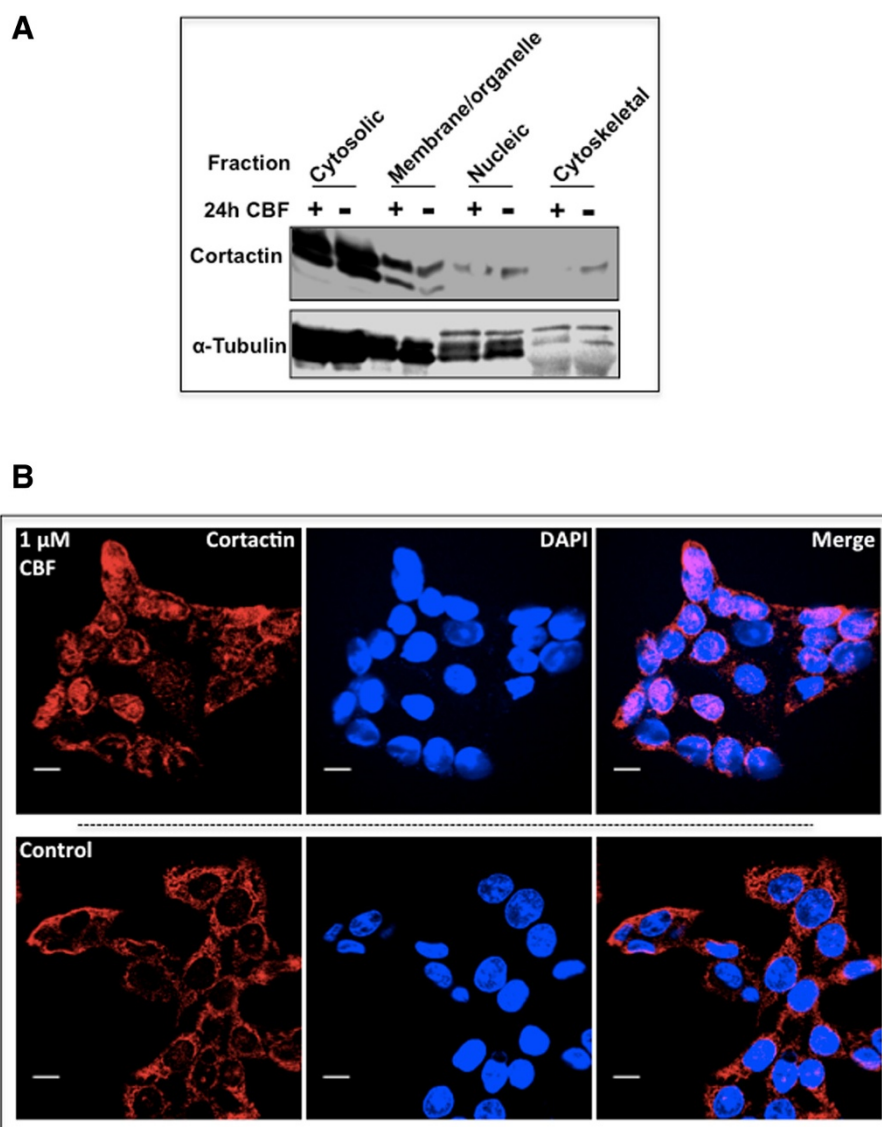 A
Fraction
Cytosolic
Membrane/organelle
Nucleic
Cytoskeletal
24h CBF + - + - + - + -
Cortactin
α-Tubulin
B
1 μM CBF
Cortactin
DAPI
Merge
Control